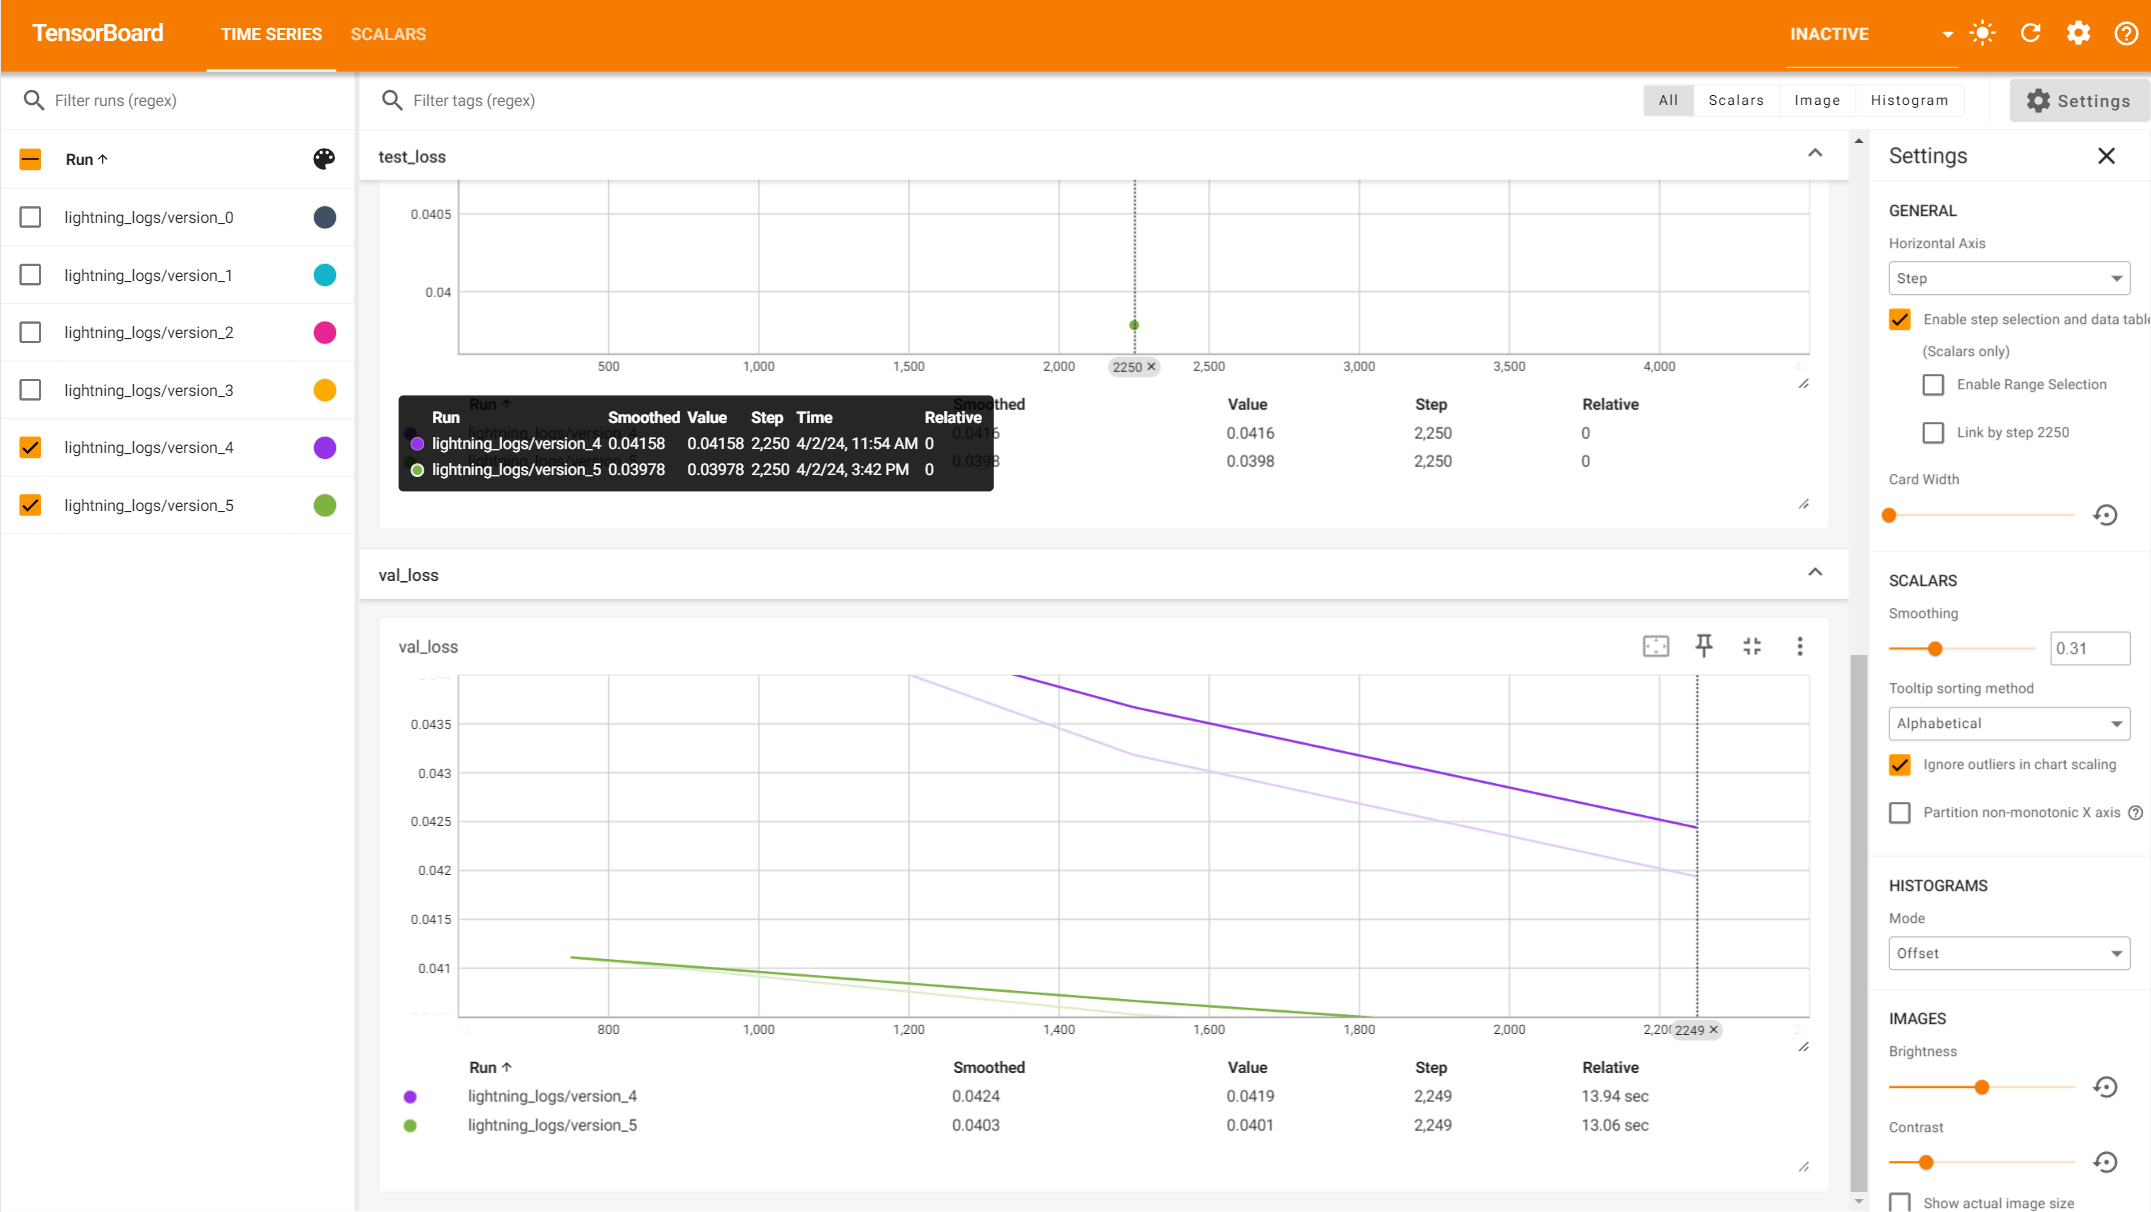 TensorBoard TIME SERIES SCALARS INACTIVE
Filter runs (regex)
Run
lightning_logs/version_0
lightning_logs/version_1
lightning_logs/version_2
lightning_logs/version_3
lightning_logs/version_4
lightning_logs/version_5
Filter tags (regex) All Scalars Image Histogram Settings
test_loss
0.0405
0.04
500 1,000 1,500 2,000 2250 2,500 3,000 3,500 4,000
Run Smoothed Value Step Relative
lightning_logs/version_4 0.0416 0.0416 2,250 0
lightning_logs/version_5 0.0398 0.0398 2,250 0
Run Smoothed Value Step Time Relative
lightning_logs/version_4 0.04158 0.04158 2,250 4/2/24, 11:54 AM 0
lightning_logs/version_5 0.03978 0.03978 2,250 4/2/24, 3:42 PM 0
val_loss
val_loss
0.044
0.0435
0.043
0.0425
0.042
0.0415
0.041
800 1,000 1,200 1,400 1,600 1,800 2,000 2,200 2249
Run Smoothed Value Step Relative
lightning_logs/version_4 0.0424 0.0419 2,249 13.94 sec
lightning_logs/version_5 0.0403 0.0401 2,249 13.06 sec
Settings
GENERAL
Horizontal Axis
Step
Enable step selection and data table
(Scalars only)
Enable Range Selection
Link by step 2250
Card Width
SCALARS
Smoothing
0.31
Tooltip sorting method
Alphabetical
Ignore outliers in chart scaling
Partition non-monotonic X axis
HISTOGRAMS
Mode
Offset
IMAGES
Brightness
Contrast
Show actual image size